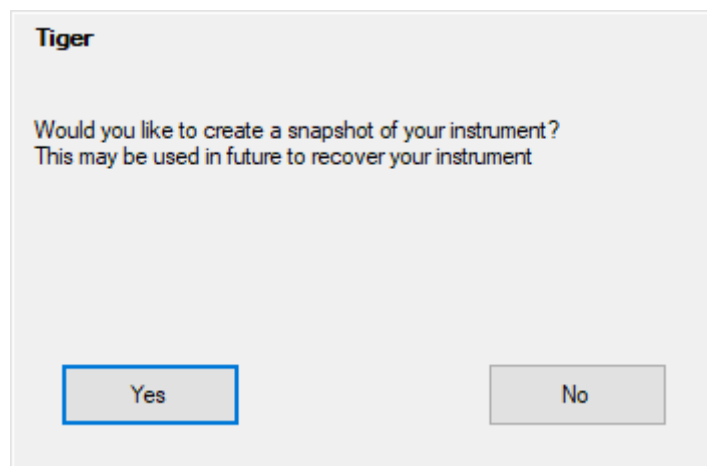 Tiger
Would you like to create a snapshot of your instrument?
This may be used in future to recover your instrument
Yes
No